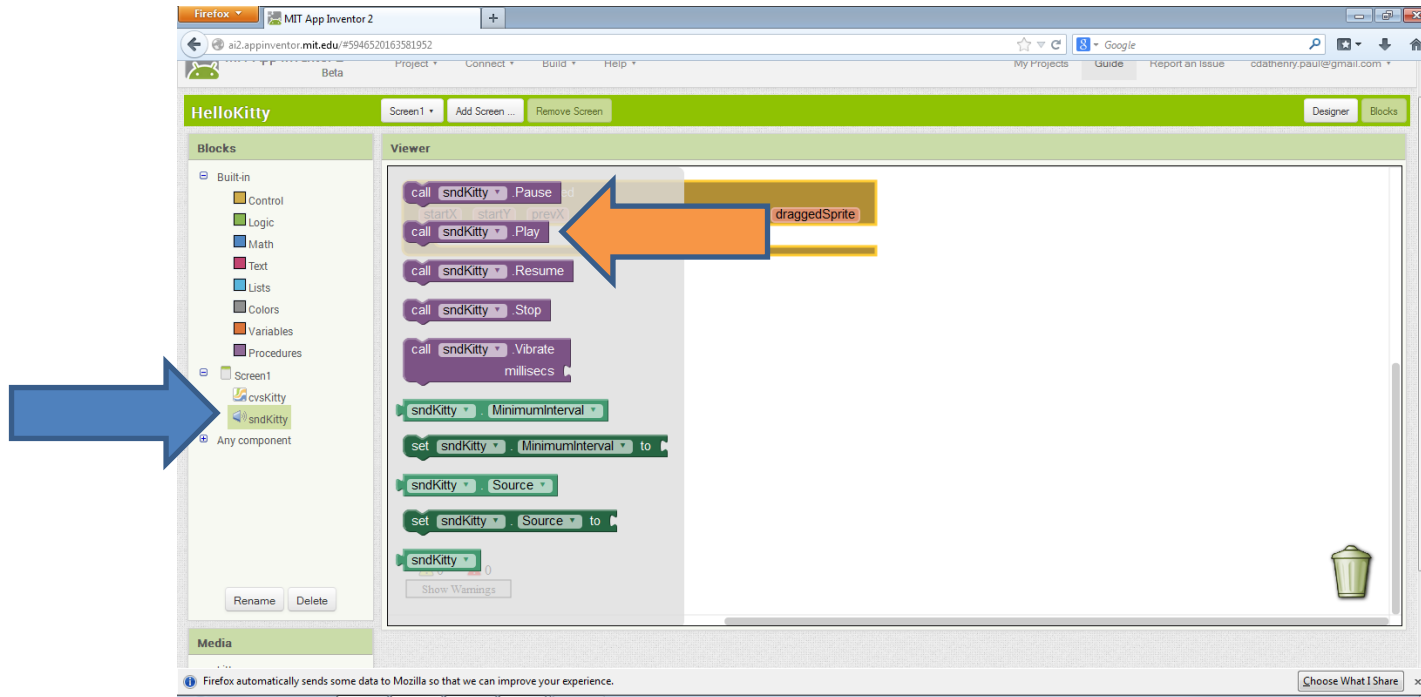 Firefox
MIT App Inventor 2
ai2.appinventor.mit.edu/#5946520163581952
Google
Beta
Project Connect Build Help
My Projects Guide Report an Issue cdathenry.paul@gmail.com
HelloKitty
Screen1 Add Screen ... Remove Screen
Designer Blocks
Blocks
Viewer
Built-in
Control
Logic
Math
Text
Lists
Colors
Variables
Procedures
Screen1
cvsKitty
sndKitty
Any component
Rename Delete
Media
call sndKitty .Pause
startX startY prevX
draggedSprite
call sndKitty .Play
call sndKitty .Resume
call sndKitty .Stop
call sndKitty .Vibrate
millisecs
sndKitty . MinimumInterval
set sndKitty . MinimumInterval to
sndKitty . Source
set sndKitty . Source to
sndKitty
0 0
Show Warnings
Firefox automatically sends some data to Mozilla so that we can improve your experience.
Choose What I Share